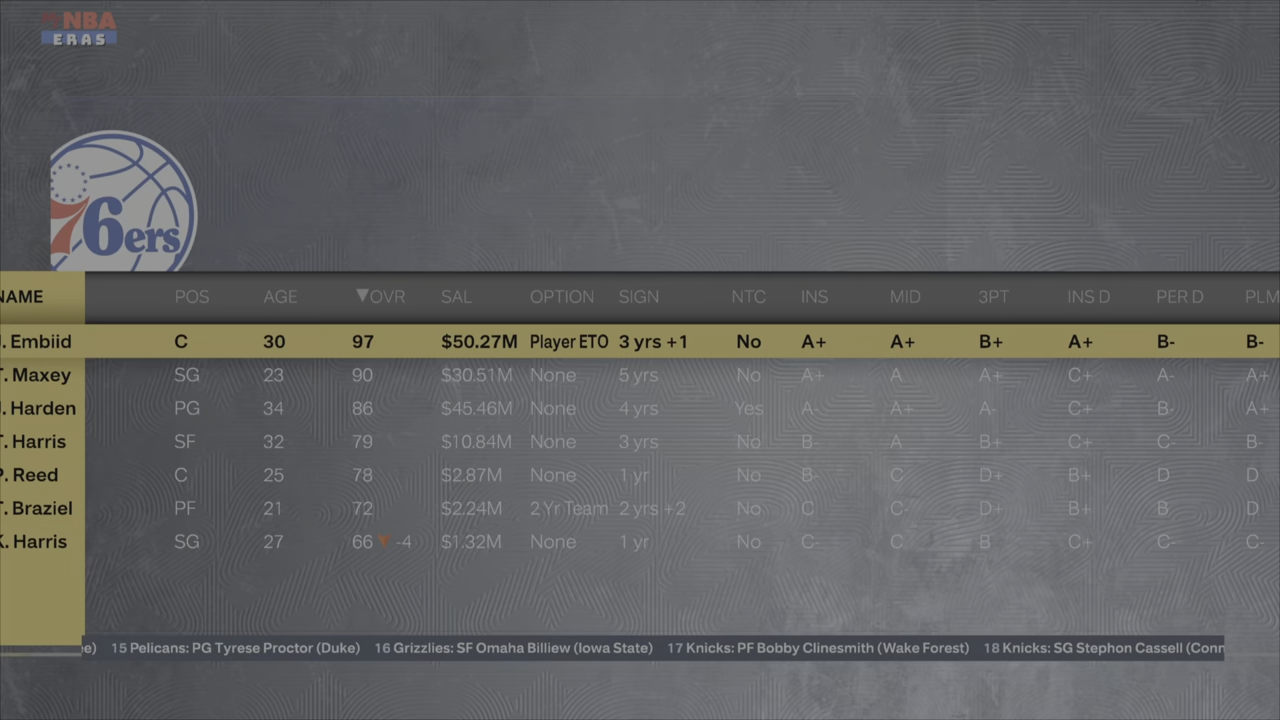 NBA
ERAS
76ers
NAME POS AGE ▼OVR SAL OPTION SIGN NTC INS MID 3PT INS D PER D PLM
J. Embiid C 30 97 $50.27M Player ETO 3 yrs +1 No A+ A+ B+ A+ B- B-
T. Maxey SG 23 90 $30.51M None 5 yrs No A+ A A+ C+ A- A+
J. Harden PG 34 86 $45.46M None 4 yrs Yes A- A+ A- C+ B- A+
T. Harris SF 32 79 $10.84M None 3 yrs No B- A B+ C+ C- B-
P. Reed C 25 78 $2.87M None 1 yr No B- C D+ B+ D D
T. Braziel PF 21 72 $2.24M 2 Yr Team 2 yrs +2 No C C- D+ B+ B D
K. Harris SG 27 66 ▼ -4 $1.32M None 1 yr No C- C B C+ C- C-
e) 15 Pelicans: PG Tyrese Proctor (Duke) 16 Grizzlies: SF Omaha Billiew (Iowa State) 17 Knicks: PF Bobby Clinesmith (Wake Forest) 18 Knicks: SG Stephon Cassell (Conn